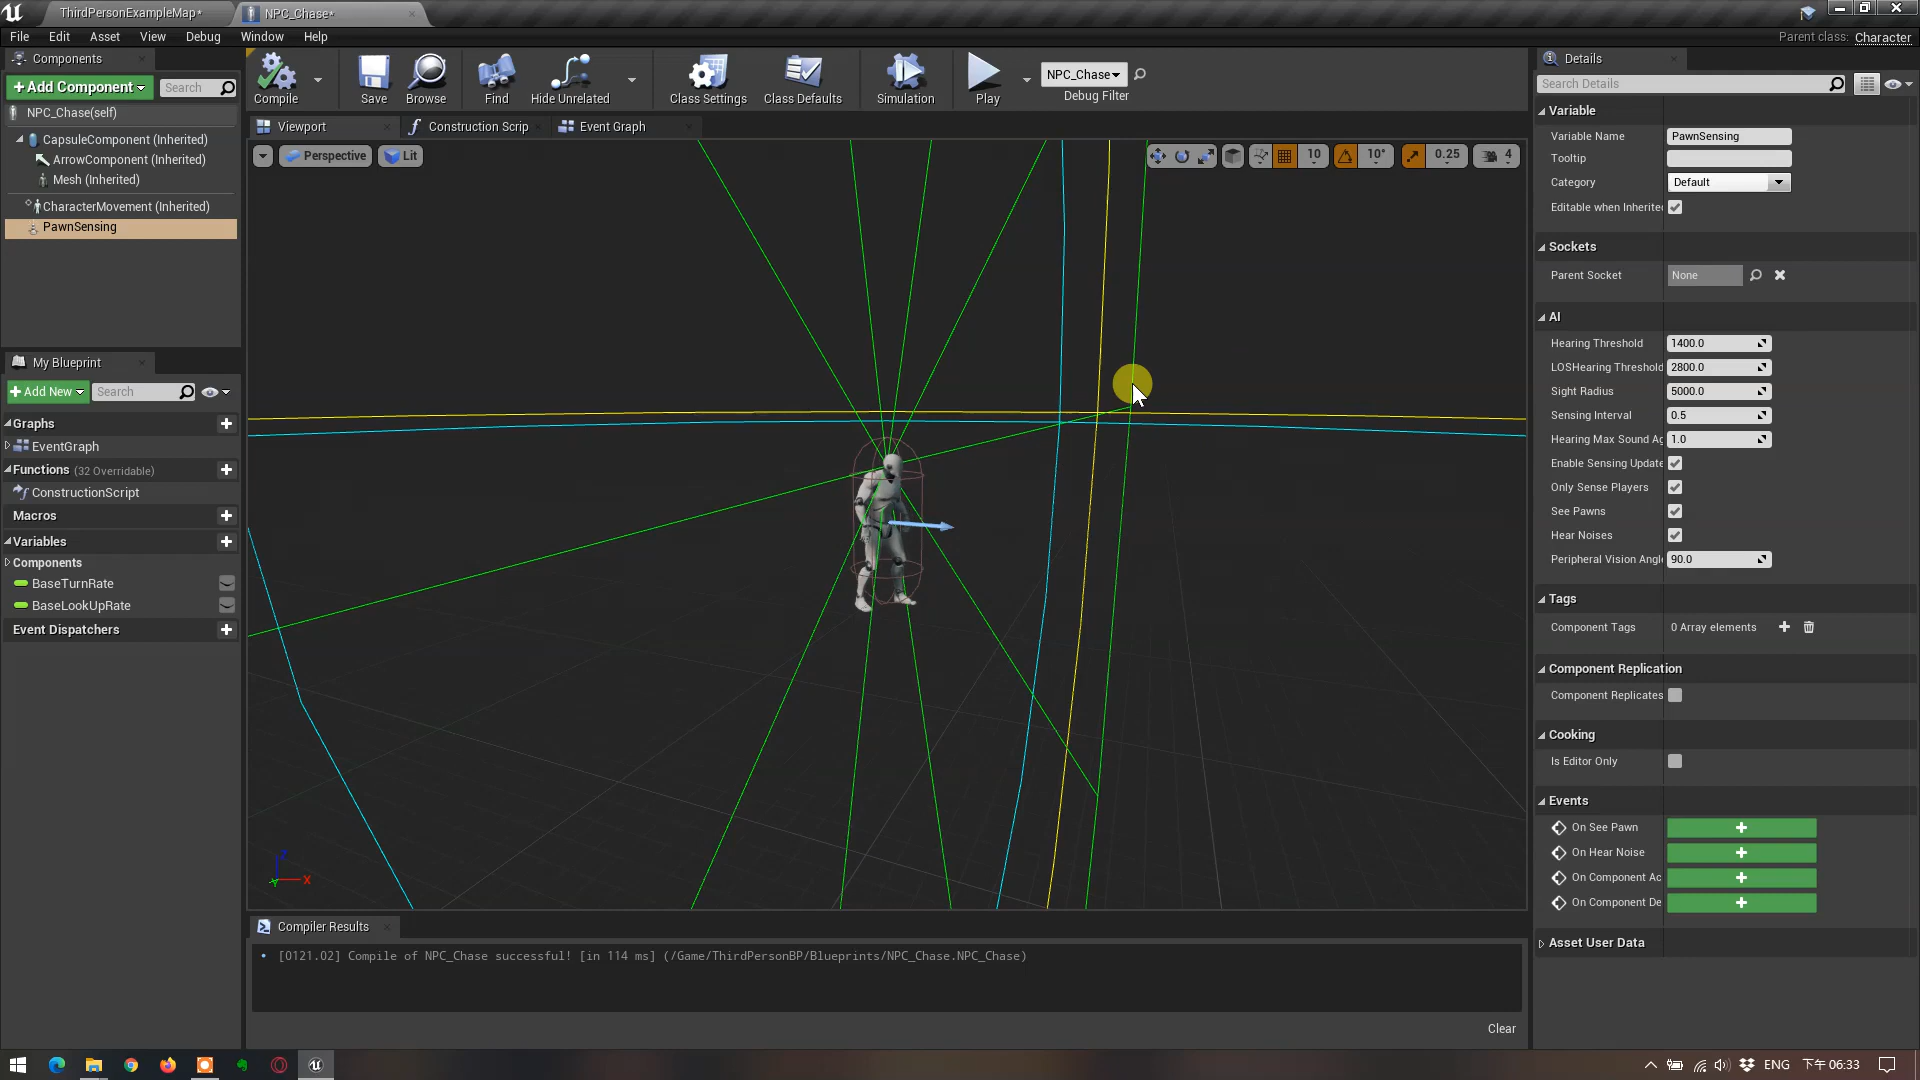 ThirdPersonExampleMap*
NPC_Chase*
File Edit Asset View Debug Window Help
Parent class: Character
Components
Add Component
Search
NPC_Chase(self)
CapsuleComponent (Inherited)
ArrowComponent (Inherited)
Mesh (Inherited)
CharacterMovement (Inherited)
PawnSensing
My Blueprint
Add New
Search
Graphs
EventGraph
Functions (32 Overridable)
ConstructionScript
Macros
Variables
Components
BaseTurnRate
BaseLookUpRate
Event Dispatchers
Compile
Save
Browse
Find
Hide Unrelated
Class Settings
Class Defaults
Simulation
Play
NPC_Chase
Debug Filter
Viewport
Construction Scrip
Event Graph
Perspective
Lit
10
10°
0.25
4
Z
X
Y
Compiler Results
[0121.02] Compile of NPC_Chase successful! [in 114 ms] (/Game/ThirdPersonBP/Blueprints/NPC_Chase.NPC_Chase)
Clear
Details
Search Details
Variable
Variable Name PawnSensing
Tooltip
Category Default
Editable when Inherited
Sockets
Parent Socket None
AI
Hearing Threshold 1400.0
LOSHearing Threshold 2800.0
Sight Radius 5000.0
Sensing Interval 0.5
Hearing Max Sound Ag 1.0
Enable Sensing Update
Only Sense Players
See Pawns
Hear Noises
Peripheral Vision Angl 90.0
Tags
Component Tags 0 Array elements
Component Replication
Component Replicates
Cooking
Is Editor Only
Events
On See Pawn
On Hear Noise
On Component Ac
On Component De
Asset User Data
ENG
下午 06:33